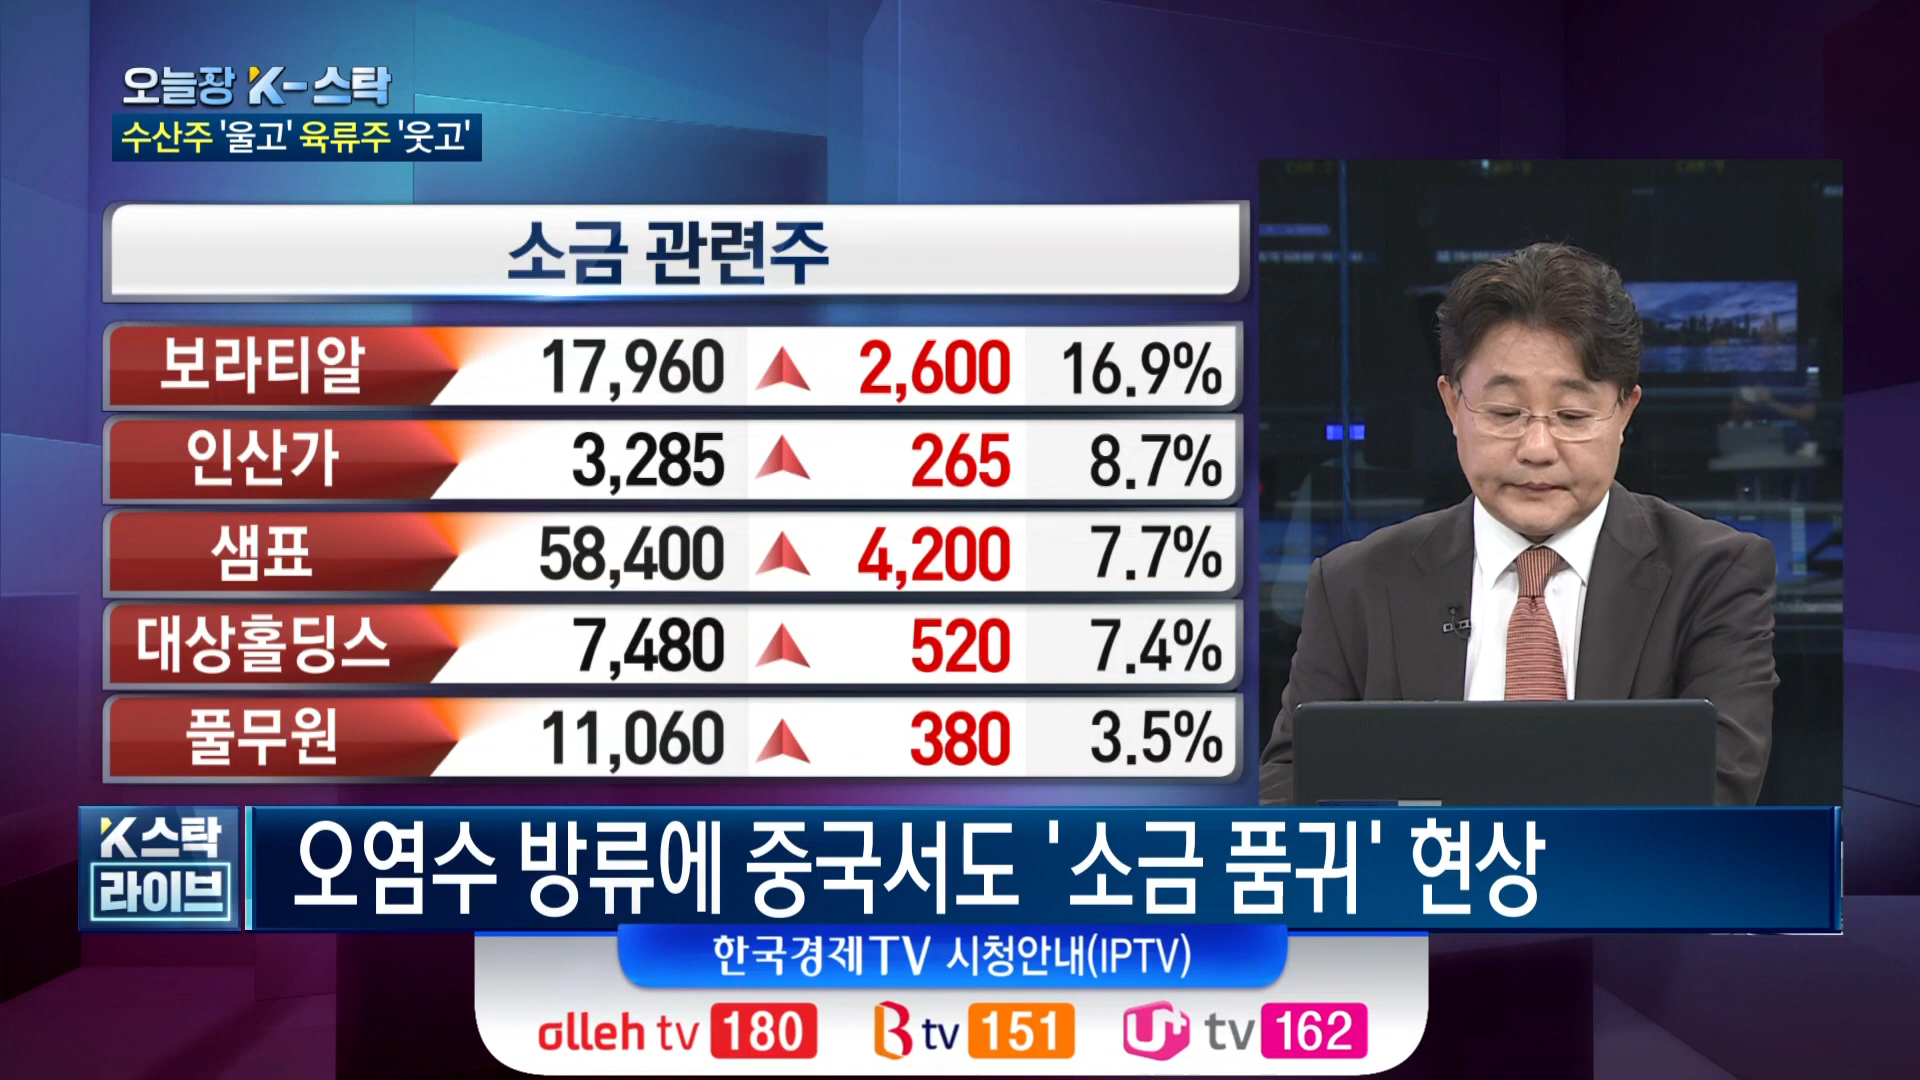 오늘장 K-스탁
수산주 '울고' 육류주 '웃고'
소금 관련주
보라티알 17,960 ▲ 2,600 16.9%
인산가 3,285 ▲ 265 8.7%
샘표 58,400 ▲ 4,200 7.7%
대상홀딩스 7,480 ▲ 520 7.4%
풀무원 11,060 ▲ 380 3.5%
K스탁
라이브
오염수 방류에 중국서도 '소금 품귀' 현상
한국경제TV 시청안내(IPTV)
olleh tv 180 B tv 151 U+ tv 162